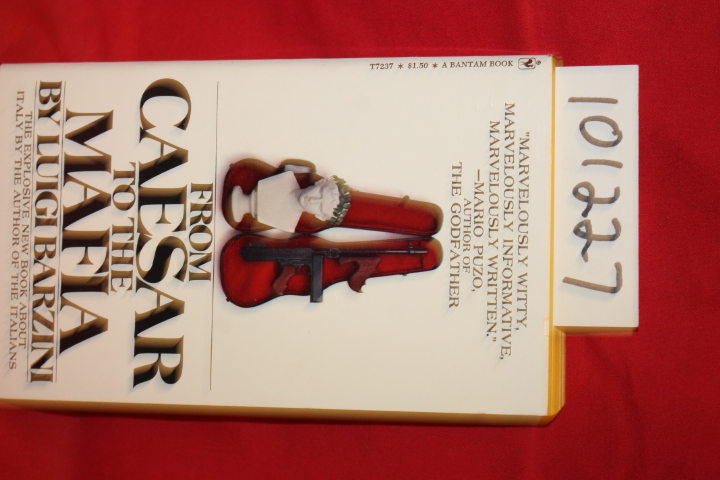 101227
T7237 * $1.50 * A BANTAM BOOK
"MARVELOUSLY WITTY,
MARVELOUSLY INFORMATIVE,
MARVELOUSLY WRITTEN."
—MARIO PUZO,
AUTHOR OF
THE GODFATHER
FROM
CAESAR
TO THE
MAFIA
BY LUIGI BARZINI
THE EXPLOSIVE NEW BOOK ABOUT
ITALY BY THE AUTHOR OF THE ITALIANS